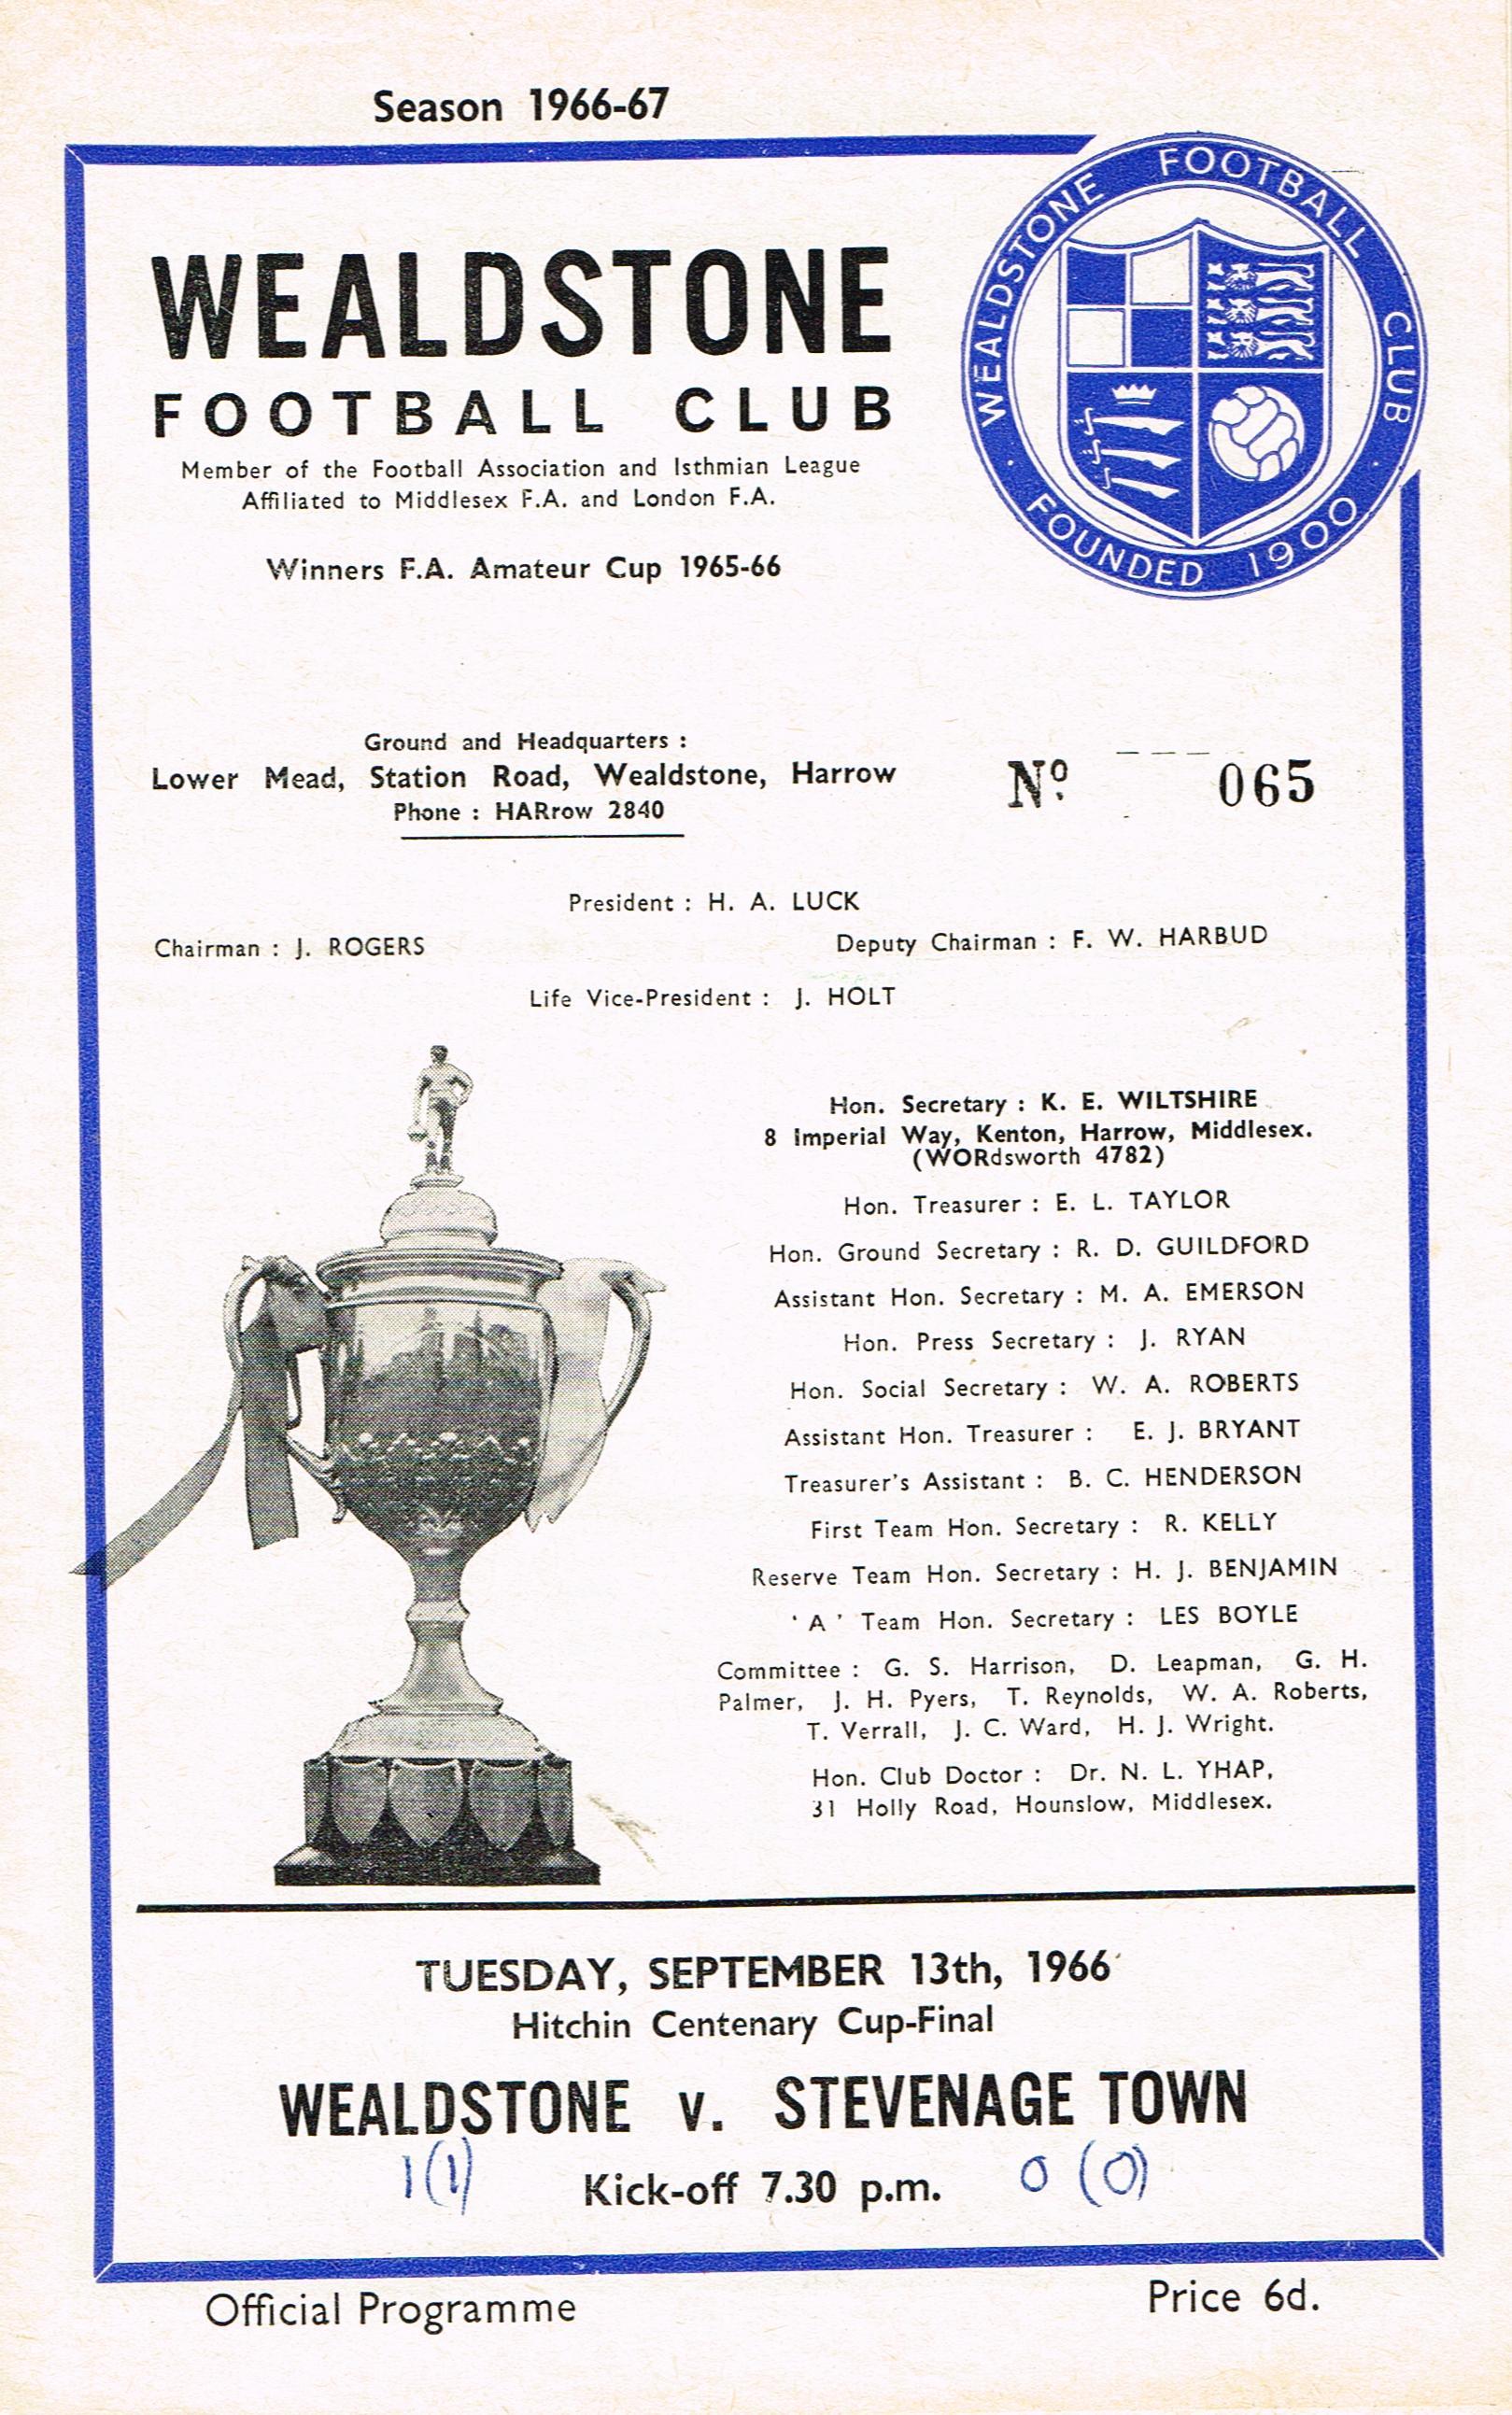 Season 1966-67
WEALDSTONE FOOTBALL CLUB
FOUNDED 1900
WEALDSTONE
FOOTBALL CLUB
Member of the Football Association and Isthmian League
Affiliated to Middlesex F.A. and London F.A.
Winners F.A. Amateur Cup 1965-66
Ground and Headquarters :
Lower Mead, Station Road, Wealdstone, Harrow
Phone : HARrow 2840
Nº 065
President : H. A. LUCK
Chairman : J. ROGERS
Deputy Chairman : F. W. HARBUD
Life Vice-President : J. HOLT
Hon. Secretary : K. E. WILTSHIRE
8 Imperial Way, Kenton, Harrow, Middlesex.
(WORdsworth 4782)
Hon. Treasurer : E. L. TAYLOR
Hon. Ground Secretary : R. D. GUILDFORD
Assistant Hon. Secretary : M. A. EMERSON
Hon. Press Secretary : J. RYAN
Hon. Social Secretary : W. A. ROBERTS
Assistant Hon. Treasurer : E. J. BRYANT
Treasurer's Assistant : B. C. HENDERSON
First Team Hon. Secretary : R. KELLY
Reserve Team Hon. Secretary : H. J. BENJAMIN
' A ' Team Hon. Secretary : LES BOYLE
Committee : G. S. Harrison, D. Leapman, G. H.
Palmer, J. H. Pyers, T. Reynolds, W. A. Roberts,
T. Verrall, J. C. Ward, H. J. Wright.
Hon. Club Doctor : Dr. N. L. YHAP,
31 Holly Road, Hounslow, Middlesex.
TUESDAY, SEPTEMBER 13th, 1966
Hitchin Centenary Cup-Final
WEALDSTONE v. STEVENAGE TOWN
1(1) Kick-off 7.30 p.m. 0 (0)
Official Programme
Price 6d.